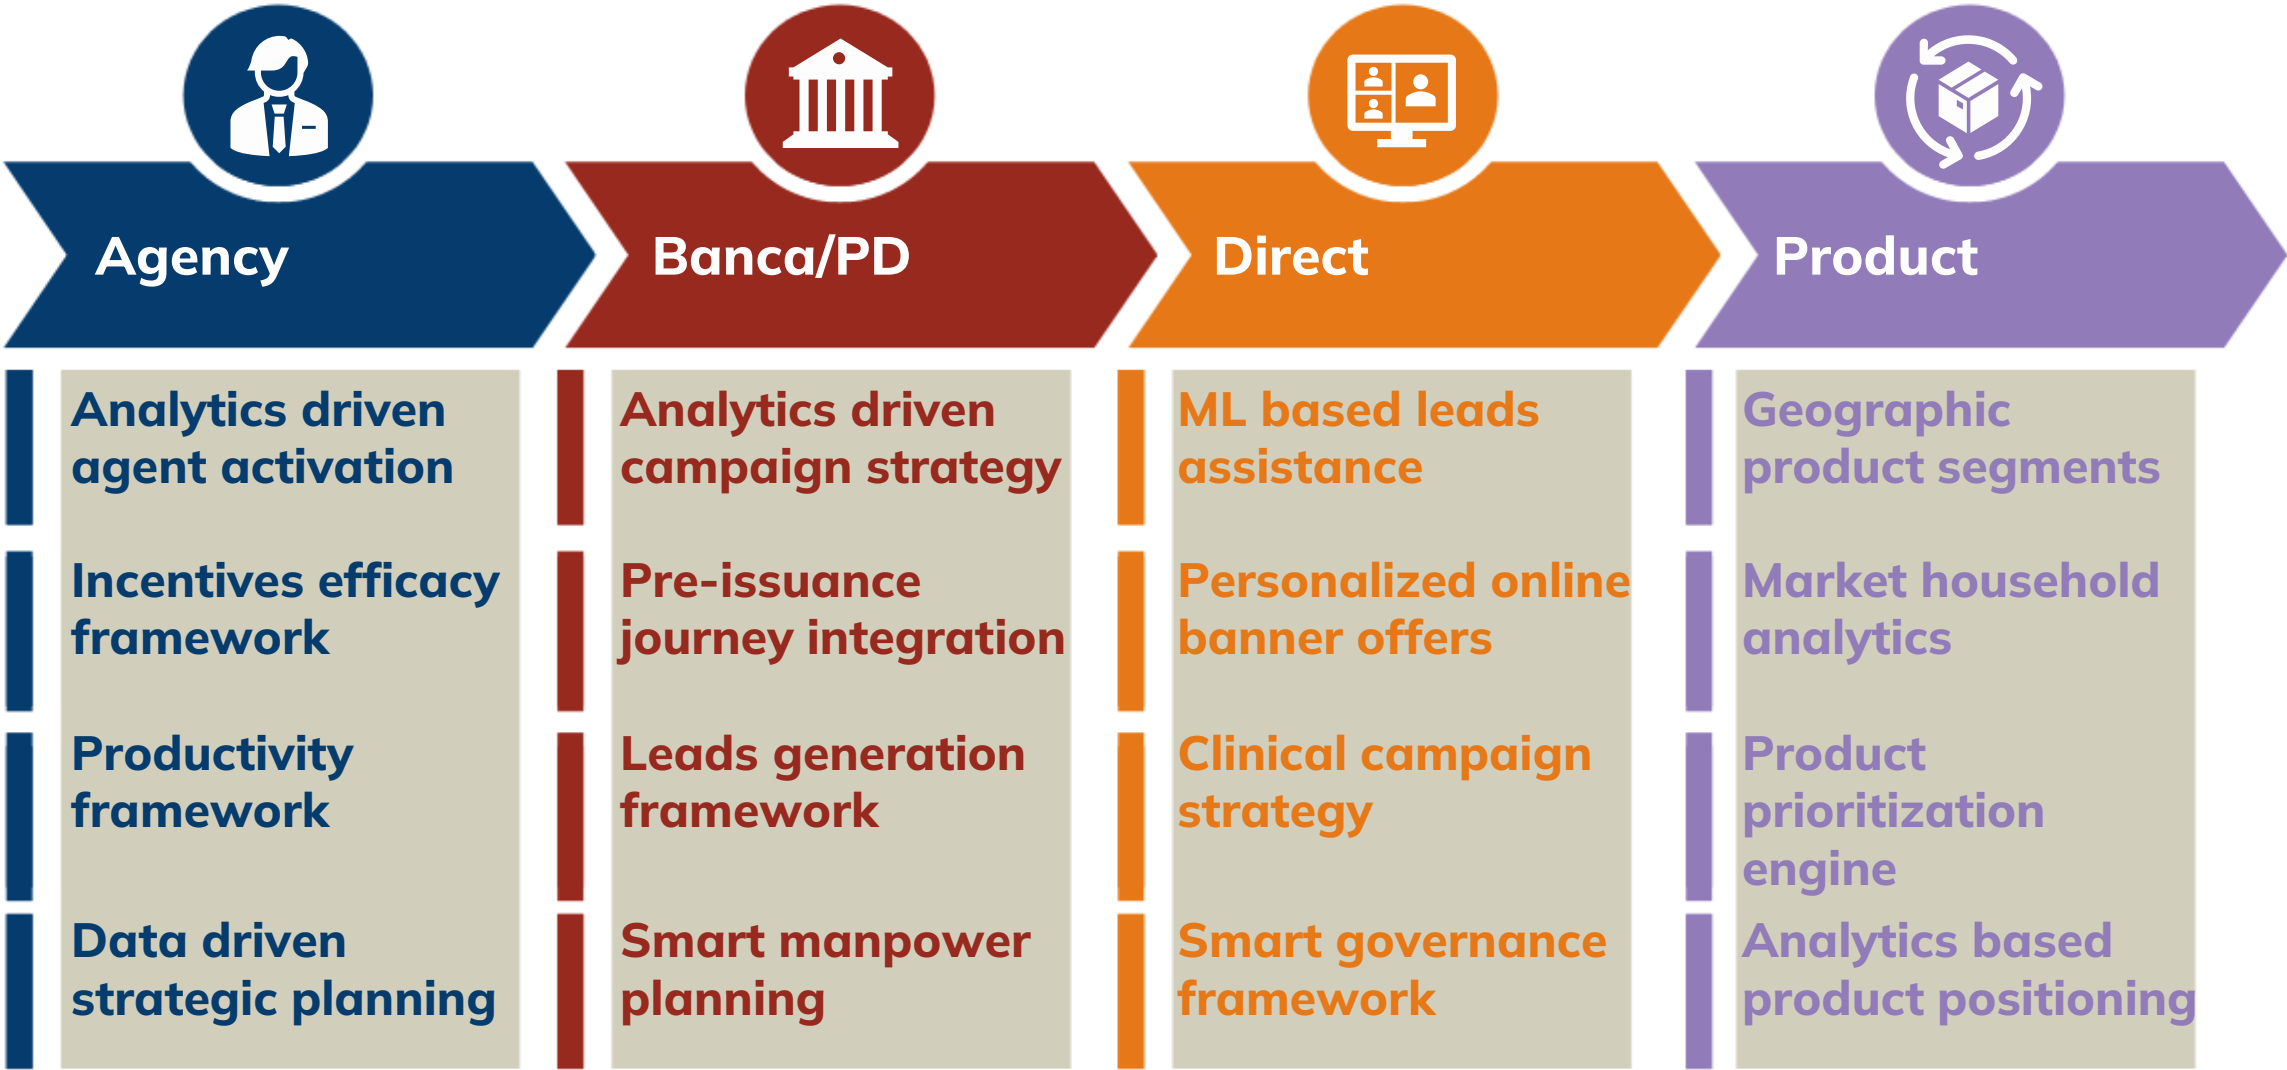 Agency
Analytics driven
agent activation
Incentives efficacy
framework
Productivity
framework
Data driven
strategic planning
Banca/PD
Analytics driven
campaign strategy
Pre-issuance
journey integration
Leads generation
framework
Smart manpower
planning
Direct
ML based leads
assistance
Personalized online
banner offers
Clinical campaign
strategy
Smart governance
framework
Product
Geographic
product segments
Market household
analytics
Product
prioritization
engine
Analytics based
product positioning